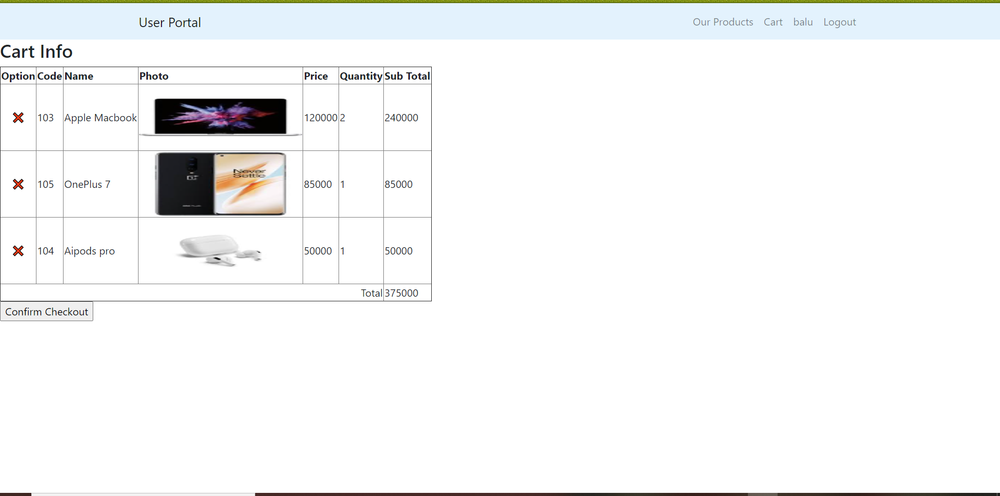 User Portal Our Products Cart balu Logout
Cart Info
Option Code Name Photo Price Quantity Sub Total
103 Apple Macbook 120000 2 240000
Never
Settle
105 OnePlus 7 85000 1 85000
104 Aipods pro 50000 1 50000
Total 375000
Confirm Checkout